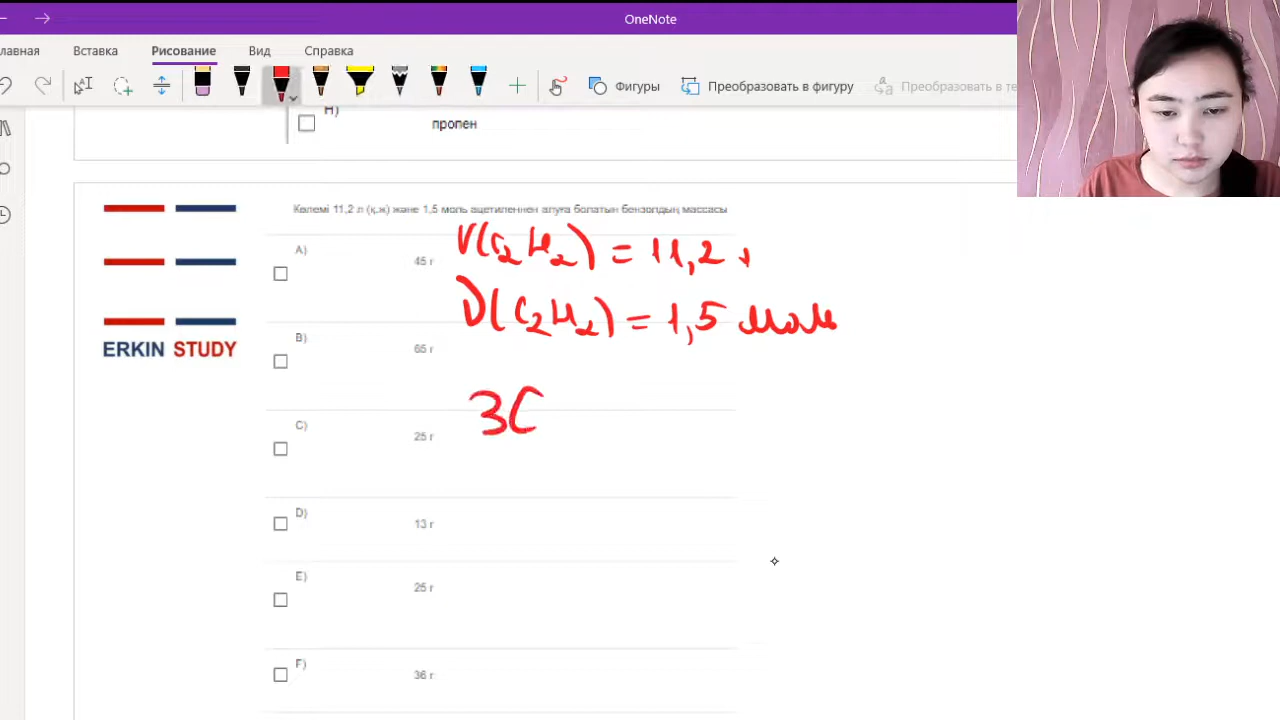 OneNote
лавная Вставка Рисование Вид Справка
Фигуры Преобразовать в фигуру Преобразовать в те
H)
пропен
Көлемі 11,2 л (қ.ж) және 1,5 моль ацетиленнен алуға болатын бензолдың массасы
A)
45 г
V(C2H2) = 11,2
ν(C2H2) = 1,5 моль
B)
65 г
ERKIN STUDY
3C
C)
25 г
D)
13 г
E)
25 г
F)
36 г